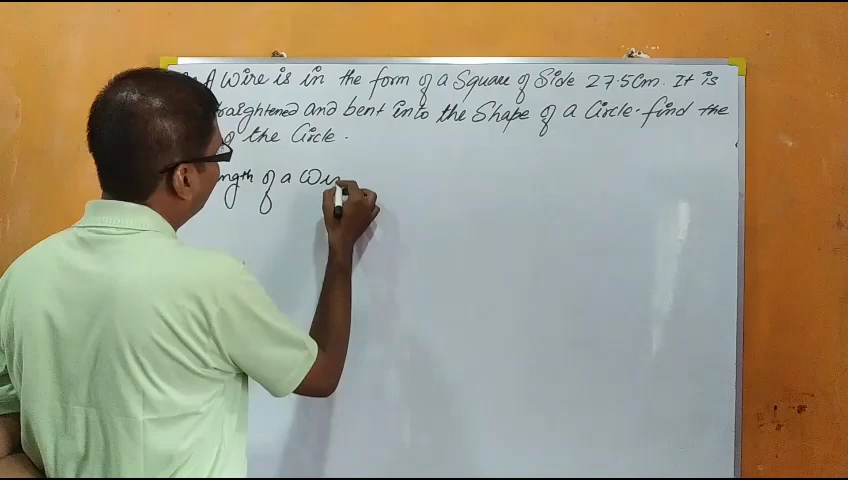 A wire is in the form of a Square of Side 27.5cm. It is
raightened and bent into the Shape of a Circle. find the
of the Circle.
ngth of a Wir